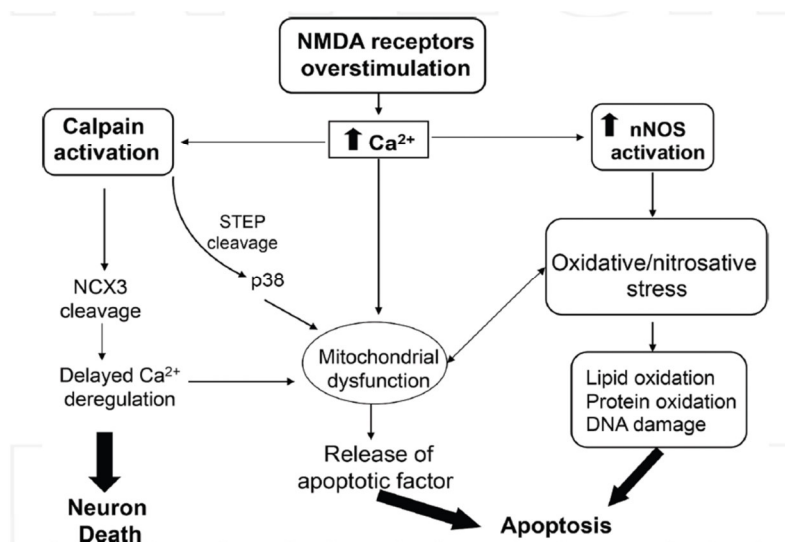 NMDA receptors
overstimulation
Calpain
activation
⬆ Ca²⁺
⬆ nNOS
activation
STEP
cleavage
p38
NCX3
cleavage
Oxidative/nitrosative
stress
Mitochondrial
dysfunction
Delayed Ca²⁺
deregulation
Lipid oxidation
Protein oxidation
DNA damage
Release of
apoptotic factor
Neuron
Death
Apoptosis